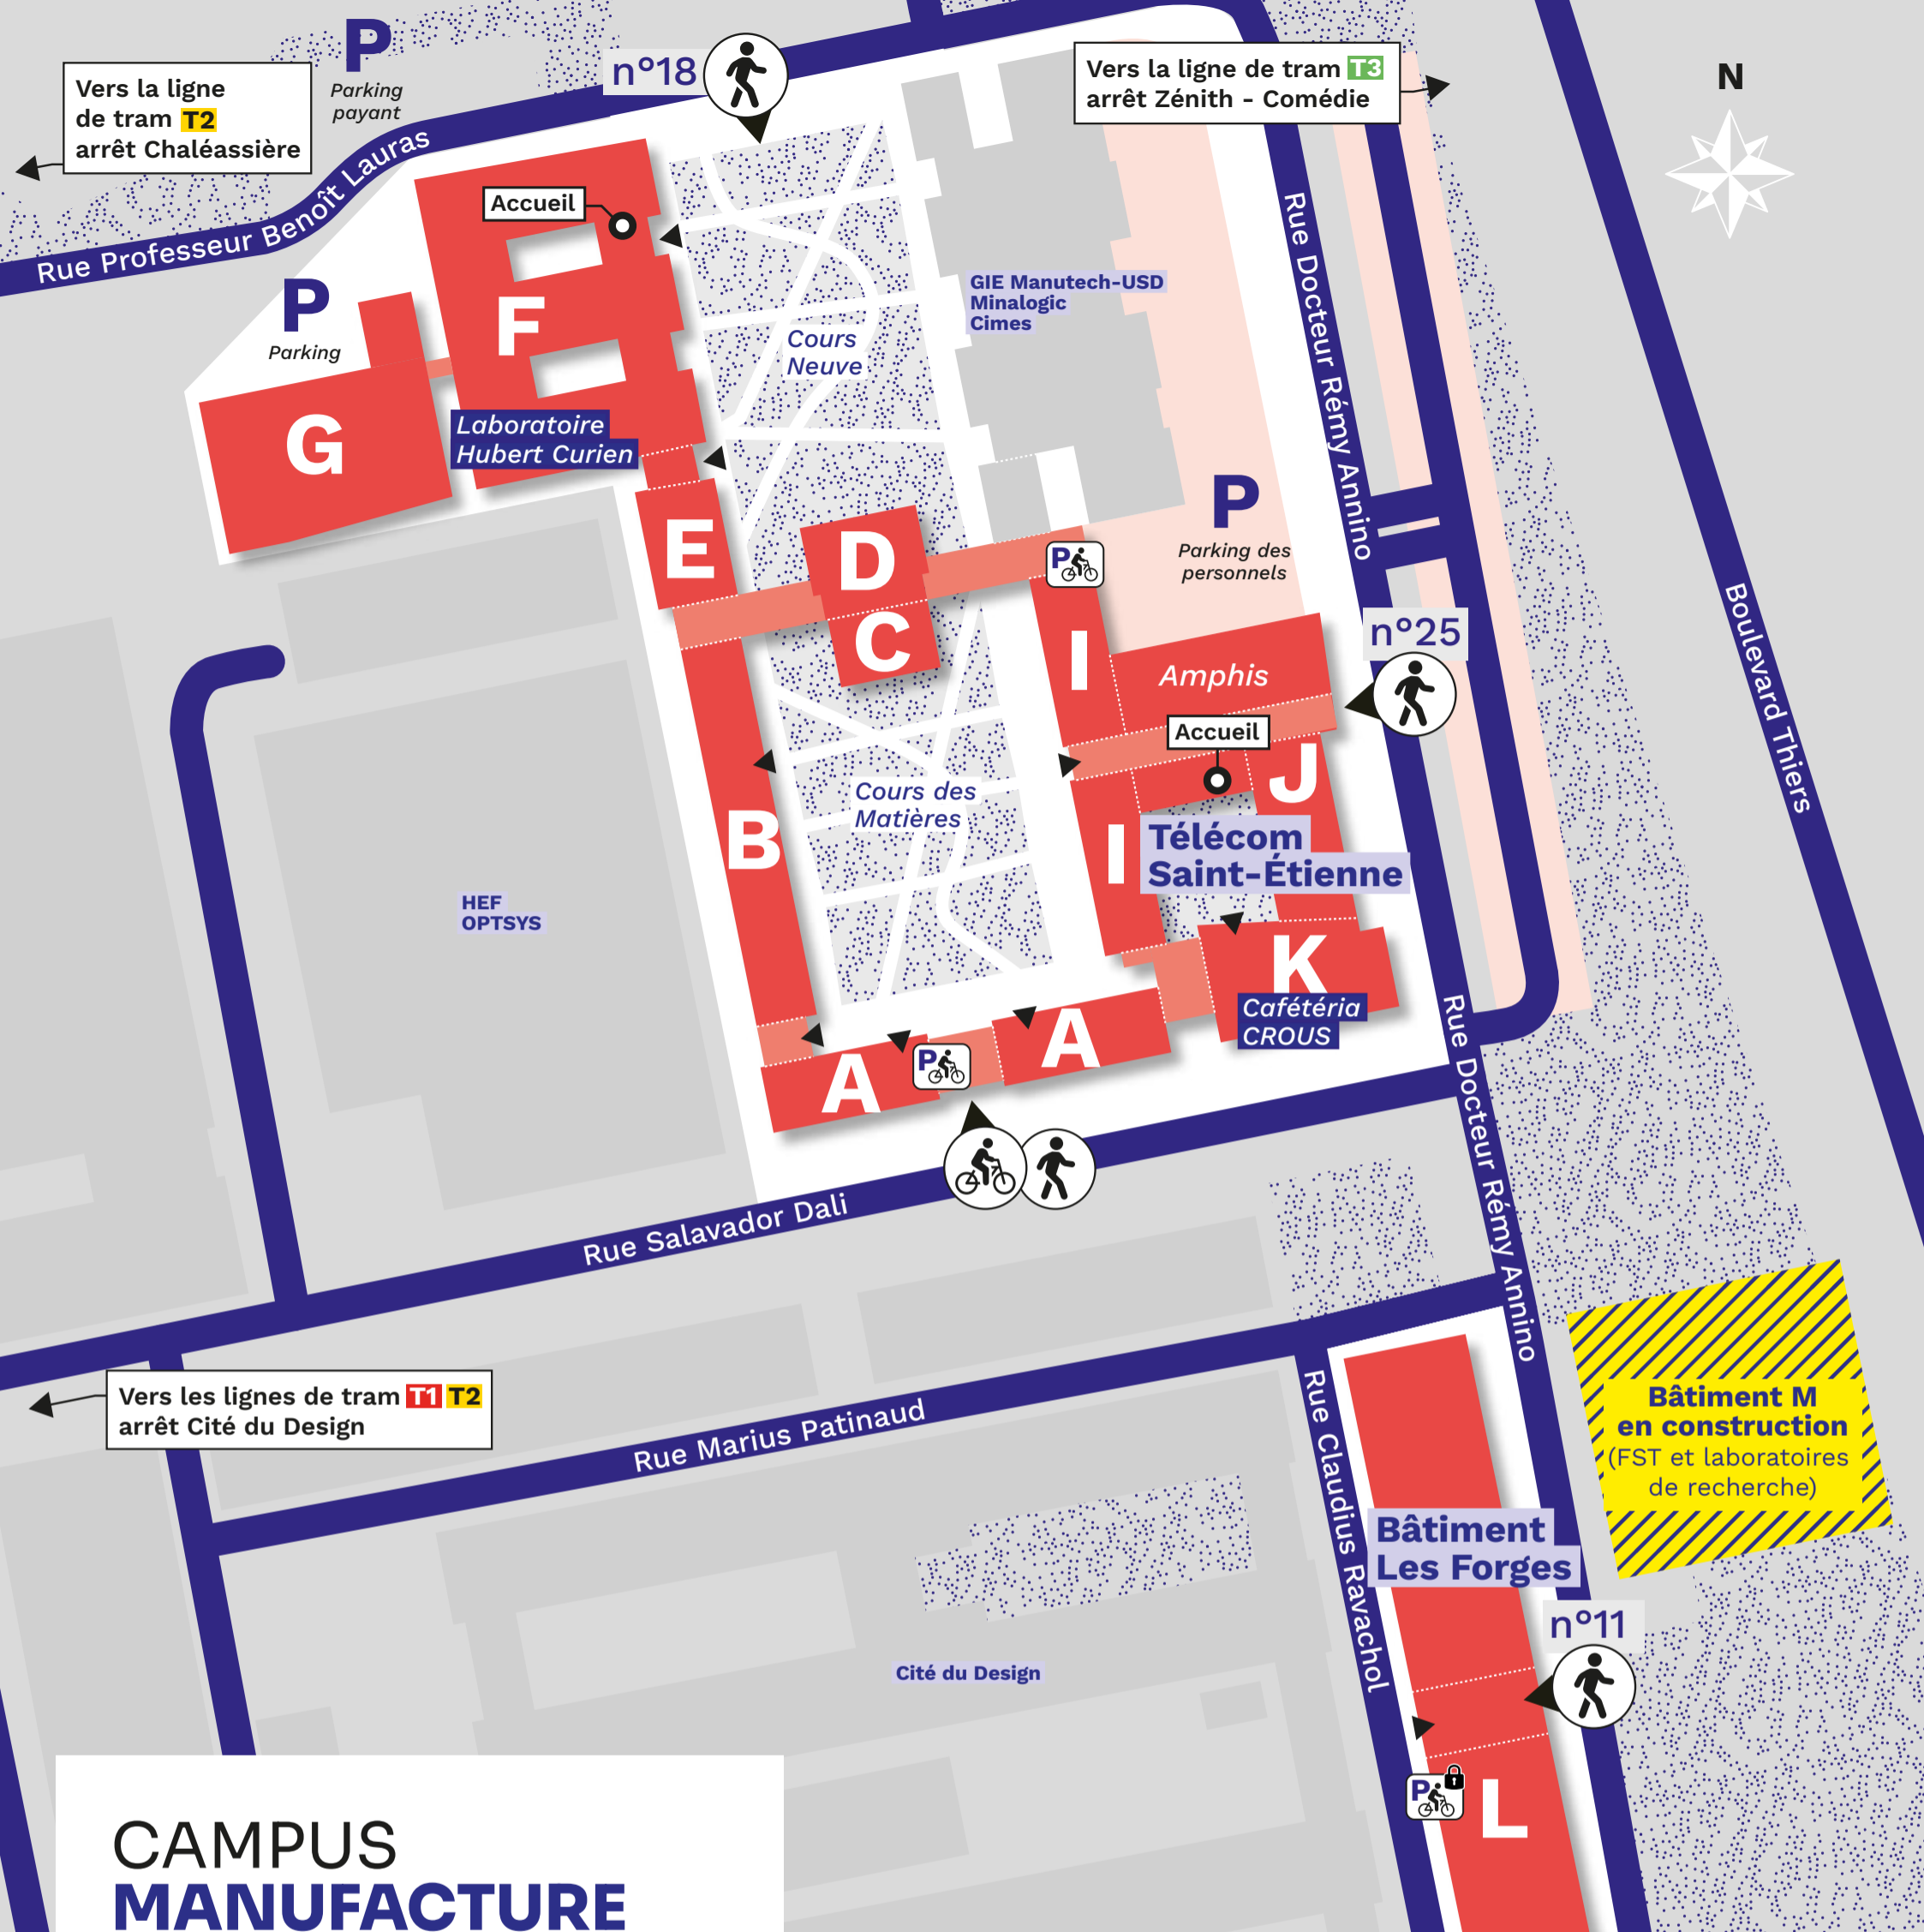 P
Parking
payant
n°18
Vers la ligne de tram T3
arrêt Zénith - Comédie
N
Vers la ligne
de tram T2
arrêt Chaléassière
Rue Professeur Benoît Lauras
Accueil
P
Parking
F
G
Laboratoire
Hubert Curien
Cours
Neuve
GIE Manutech-USD
Minalogic
Cimes
Rue Docteur Rémy Annino
P
Parking des
personnels
E
D
C
P
I
Amphis
n°25
Accueil
J
Boulevard Thiers
B
Cours des
Matières
I
Télécom
Saint-Étienne
HEF
OPTSYS
K
Cafétéria
CROUS
A
A
P
Rue Docteur Rémy Annino
Rue Salavador Dali
Vers les lignes de tram T1 T2
arrêt Cité du Design
Rue Marius Patinaud
Rue Claudius Ravachol
Bâtiment M
en construction
(FST et laboratoires
de recherche)
Bâtiment
Les Forges
n°11
Cité du Design
P
L
CAMPUS
MANUFACTURE